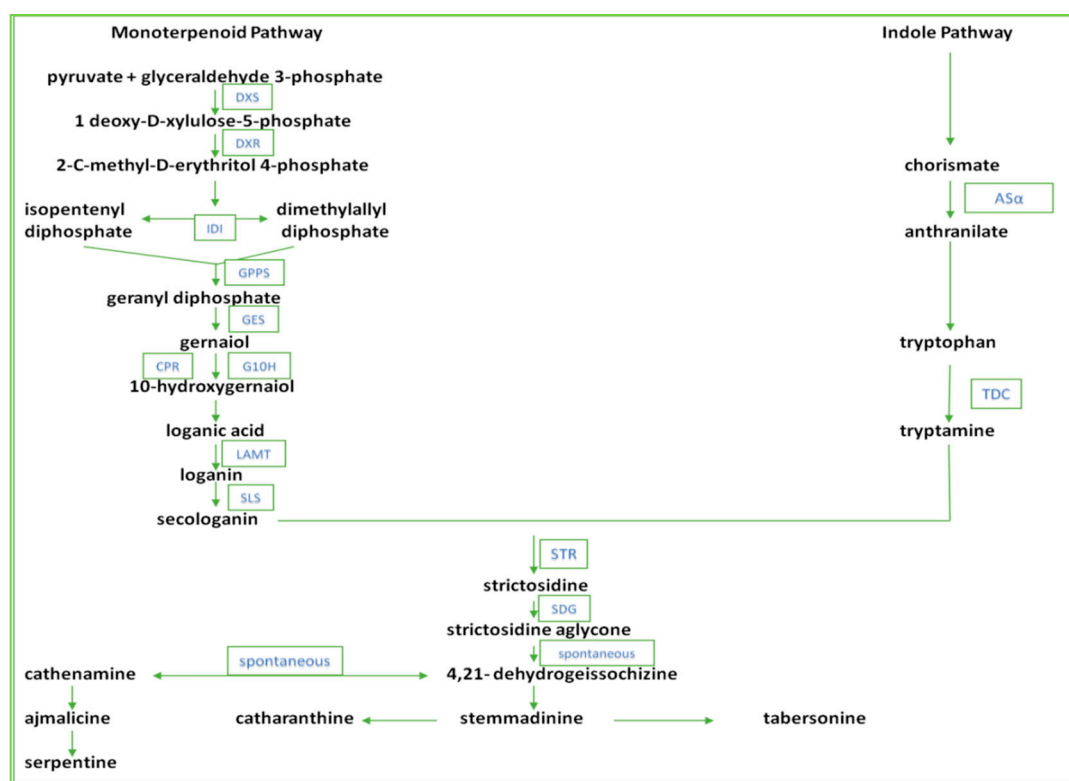 Monoterpenoid Pathway
Indole Pathway
pyruvate + glyceraldehyde 3-phosphate
DXS
1 deoxy-D-xylulose-5-phosphate
DXR
2-C-methyl-D-erythritol 4-phosphate
chorismate
ASα
isopentenyl
diphosphate
IDI
dimethylallyl
diphosphate
anthranilate
GPPS
geranyl diphosphate
GES
gernaiol
tryptophan
CPR
G10H
10-hydroxygernaiol
TDC
loganic acid
tryptamine
LAMT
loganin
SLS
secologanin
STR
strictosidine
SDG
strictosidine aglycone
spontaneous
spontaneous
cathenamine
4,21- dehydrogeissochizine
ajmalicine
catharanthine
stemmadinine
tabersonine
serpentine